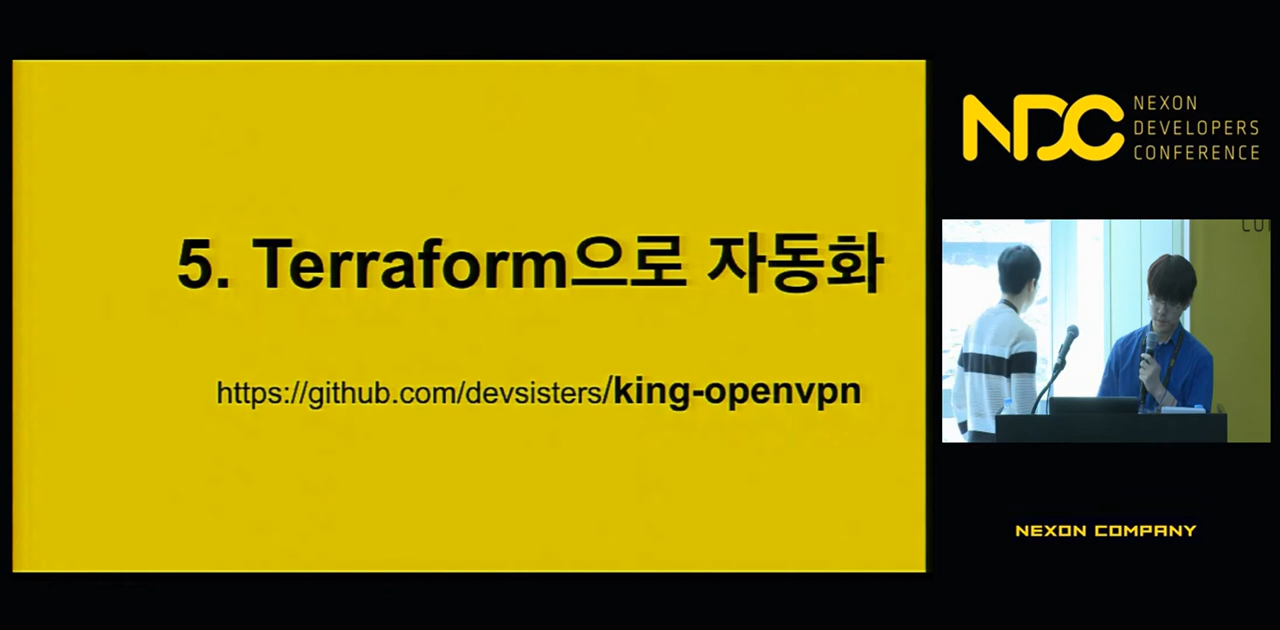 5. Terraform으로 자동화
https://github.com/devsisters/king-openvpn
NDC
NEXON
DEVELOPERS
CONFERENCE
NEXON COMPANY